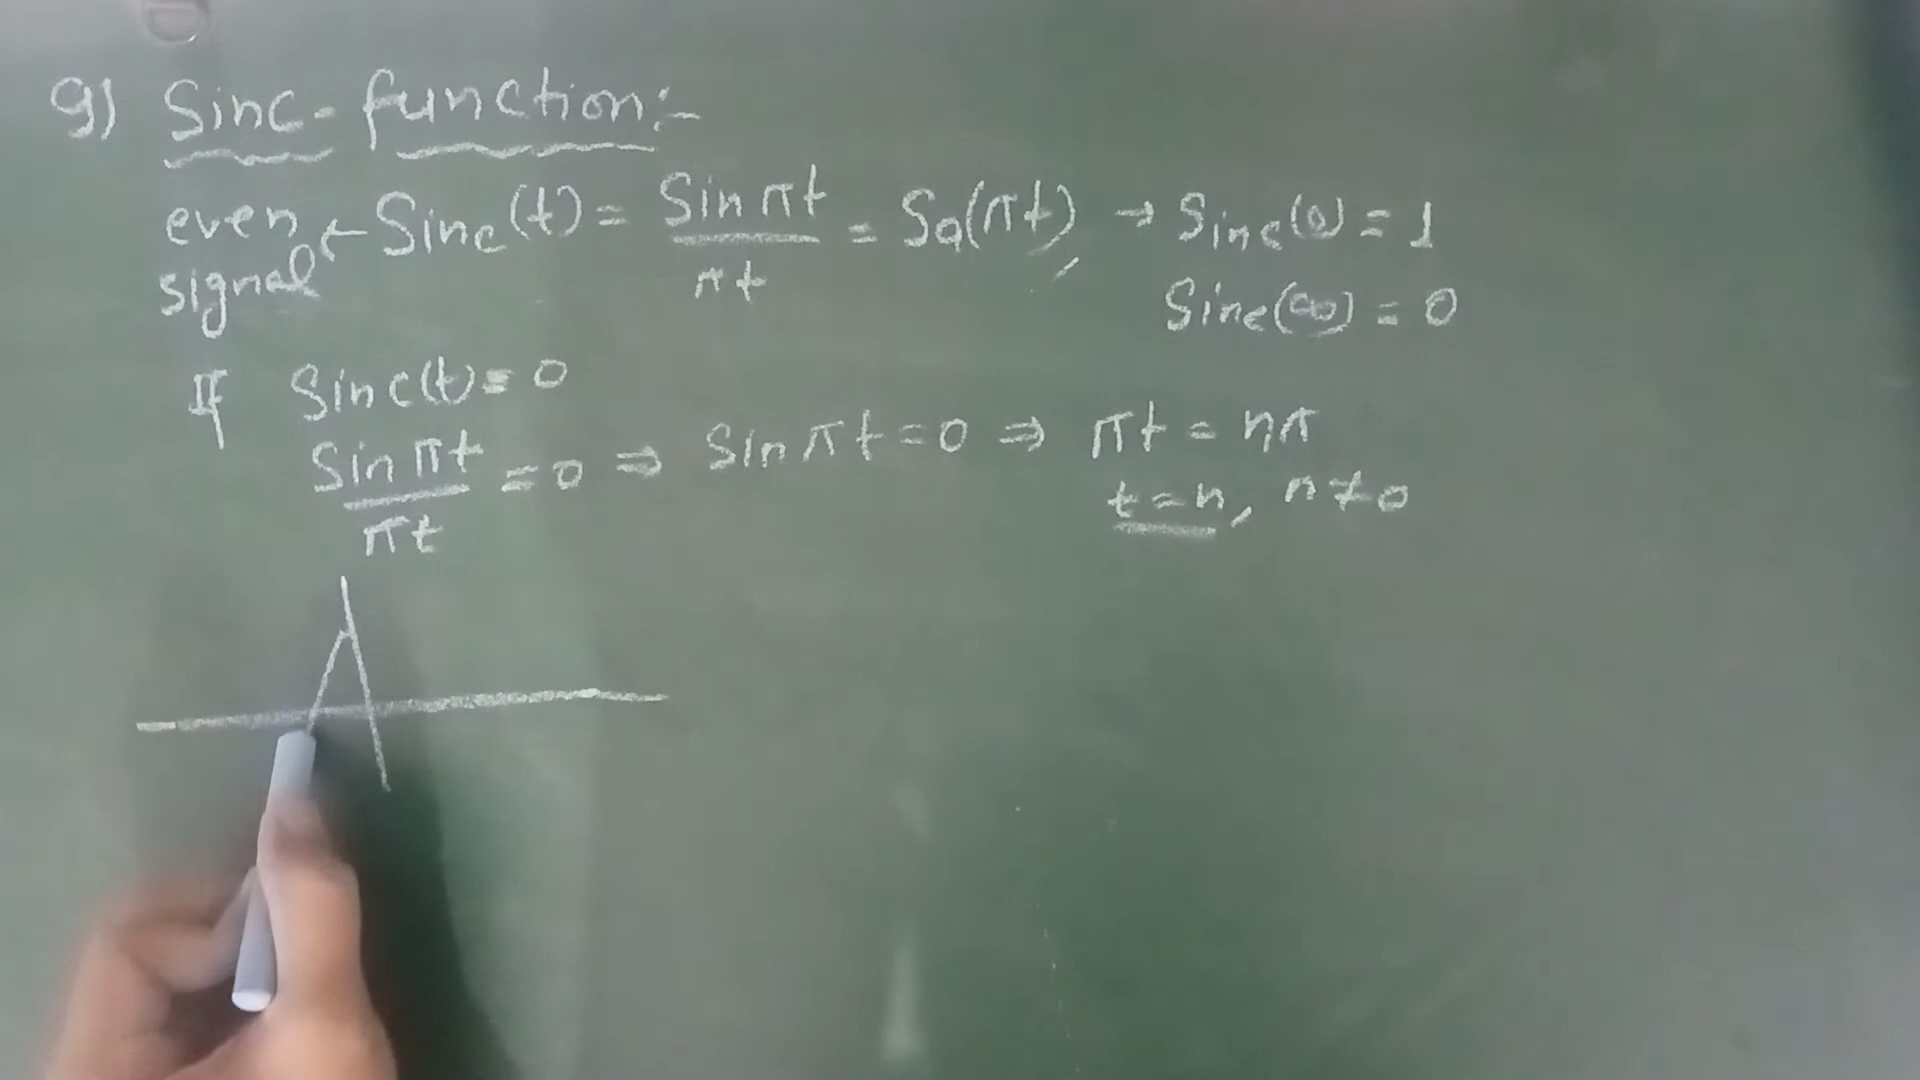 9) Sinc-function:-
even signal ← Sinc(t) = Sin πt / πt = Sa(πt), → Sinc(0) = 1
Sinc(∞) = 0
If Sinc(t) = 0
Sin πt / πt = 0 ⇒ Sin πt = 0 ⇒ πt = nπ
t = n, n ≠ 0